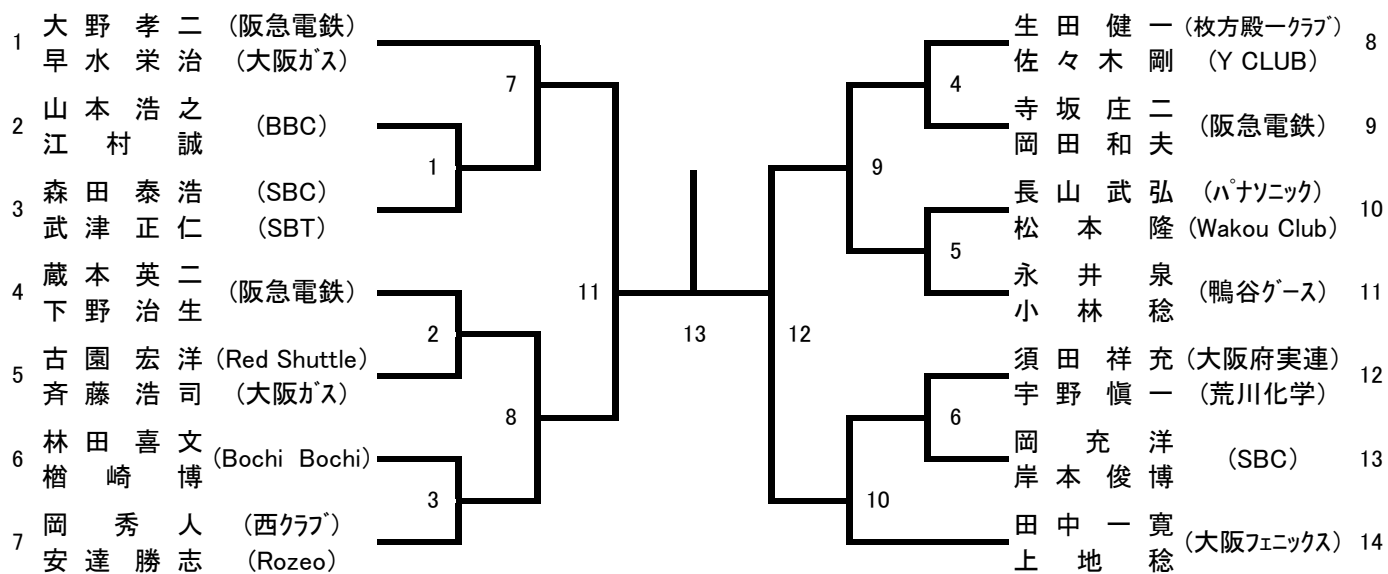 1 大野孝二 (阪急電鉄)
早水栄治 (大阪ｶﾞｽ)
2 山本浩之 (BBC)
江村誠
3 森田泰浩 (SBC)
武津正仁 (SBT)
4 蔵本英二 (阪急電鉄)
下野治生
5 古園宏洋 (Red Shuttle)
斉藤浩司 (大阪ｶﾞｽ)
6 林田喜文 (Bochi Bochi)
楢崎博
7 岡秀人 (西ｸﾗﾌﾞ)
安達勝志 (Rozeo)
7
1
2
8
3
11
13
12
4
9
5
6
10
生田健一 (枚方殿一ｸﾗﾌﾞ) 8
佐々木剛 (Y CLUB)
寺坂庄二 (阪急電鉄) 9
岡田和夫
長山武弘 (ﾊﾟﾅｿﾆｯｸ) 10
松本隆 (Wakou Club)
永井泉 (鴨谷ｸﾞｰｽ) 11
小林稔
須田祥充 (大阪府実連) 12
宇野愼一 (荒川化学)
岡充洋 (SBC) 13
岸本俊博
田中一寛 (大阪ﾌｪﾆｯｸｽ) 14
上地稔